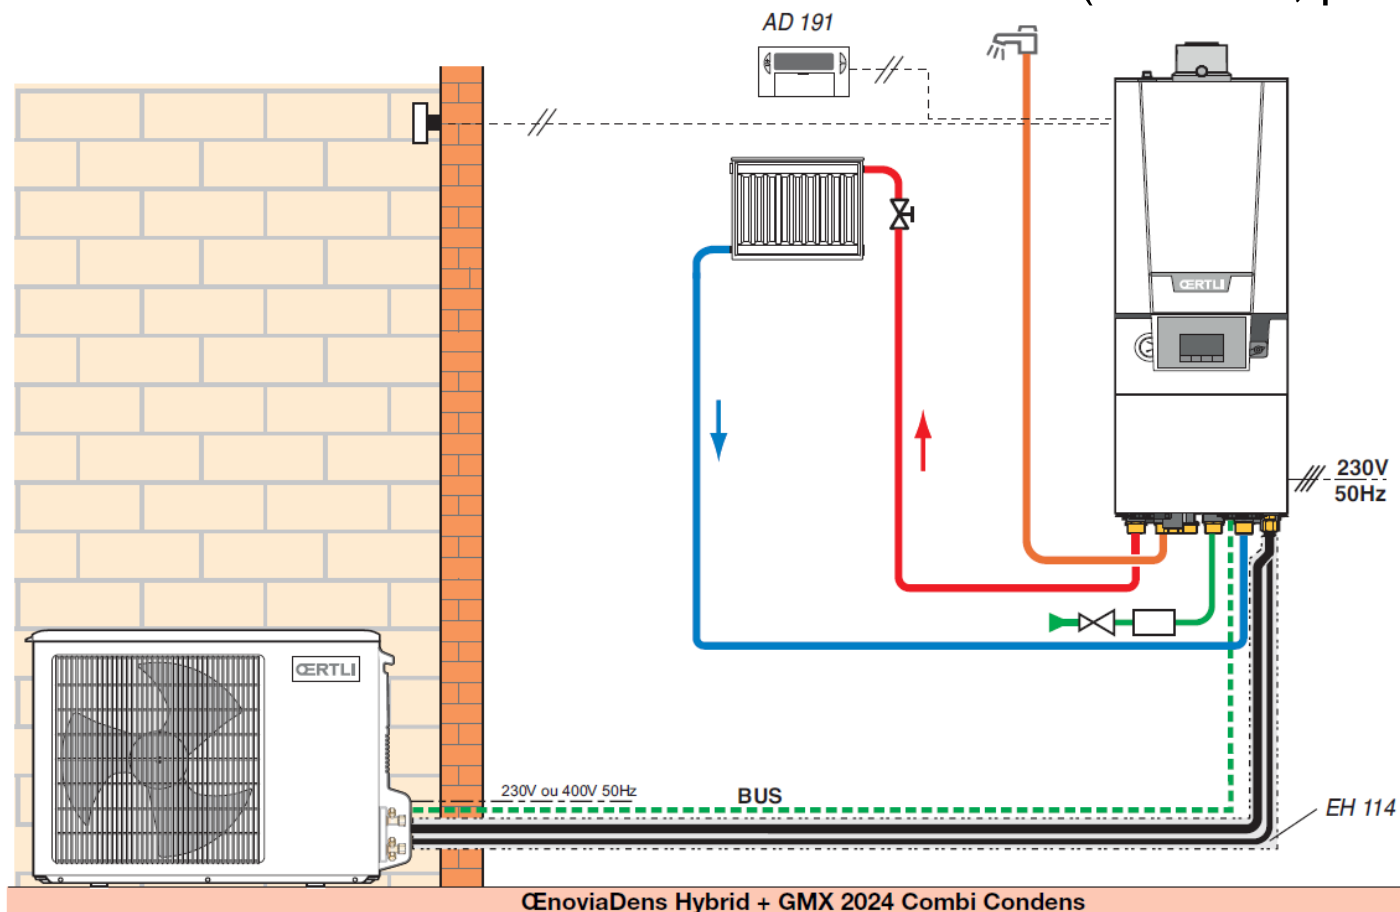 AD 191
ŒRTLI
230V
50Hz
ŒRTLI
230V ou 400V 50Hz
BUS
EH 114
ŒnoviaDens Hybrid + GMX 2024 Combi Condens